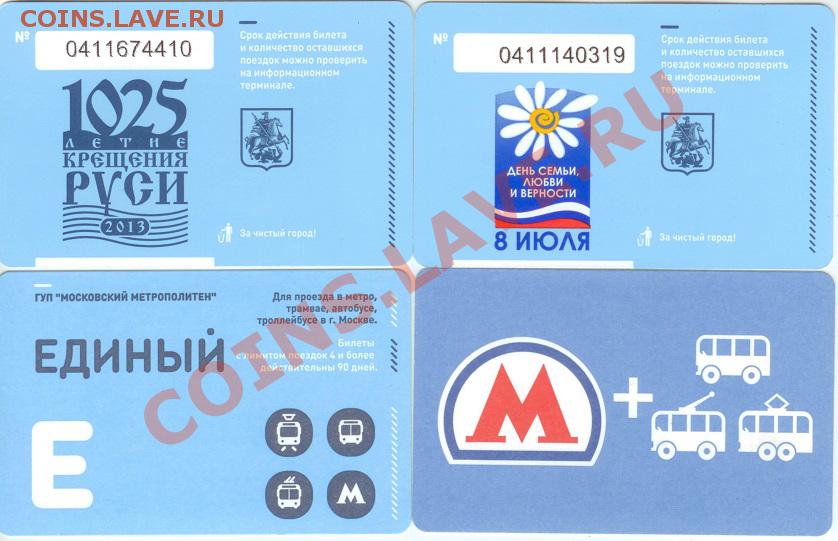 COINS.LAVE.RU
№ 0411674410
Срок действия билета
и количество оставшихся
поездок можно проверить
на информационном
терминале.
1025
ЛЕТИЕ
КРЕЩЕНИЯ
РУСИ
2013
За чистый город!
№ 0411140319
Срок действия билета
и количество оставшихся
поездок можно проверить
на информационном
терминале.
ДЕНЬ СЕМЬИ,
ЛЮБВИ
И ВЕРНОСТИ
8 ИЮЛЯ
За чистый город!
ГУП "МОСКОВСКИЙ МЕТРОПОЛИТЕН"
Для проезда в метро,
трамвае, автобусе,
троллейбусе в г. Москве.
ЕДИНЫЙ
Билеты
с лимитом поездок 4 и более
действительны 90 дней.
Е
М
М
+
COINS.LAVE.RU